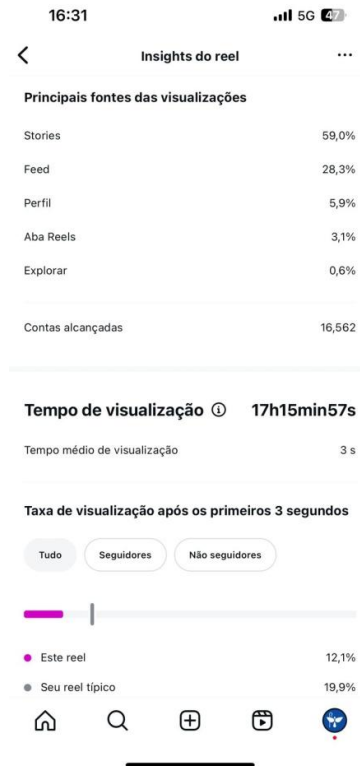 16:31
5G 47
Insights do reel
Principais fontes das visualizações
Stories 59,0%
Feed 28,3%
Perfil 5,9%
Aba Reels 3,1%
Explorar 0,6%
Contas alcançadas 16,562
Tempo de visualização 17h15min57s
Tempo médio de visualização 3 s
Taxa de visualização após os primeiros 3 segundos
Tudo Seguidores Não seguidores
Este reel 12,1%
Seu reel típico 19,9%